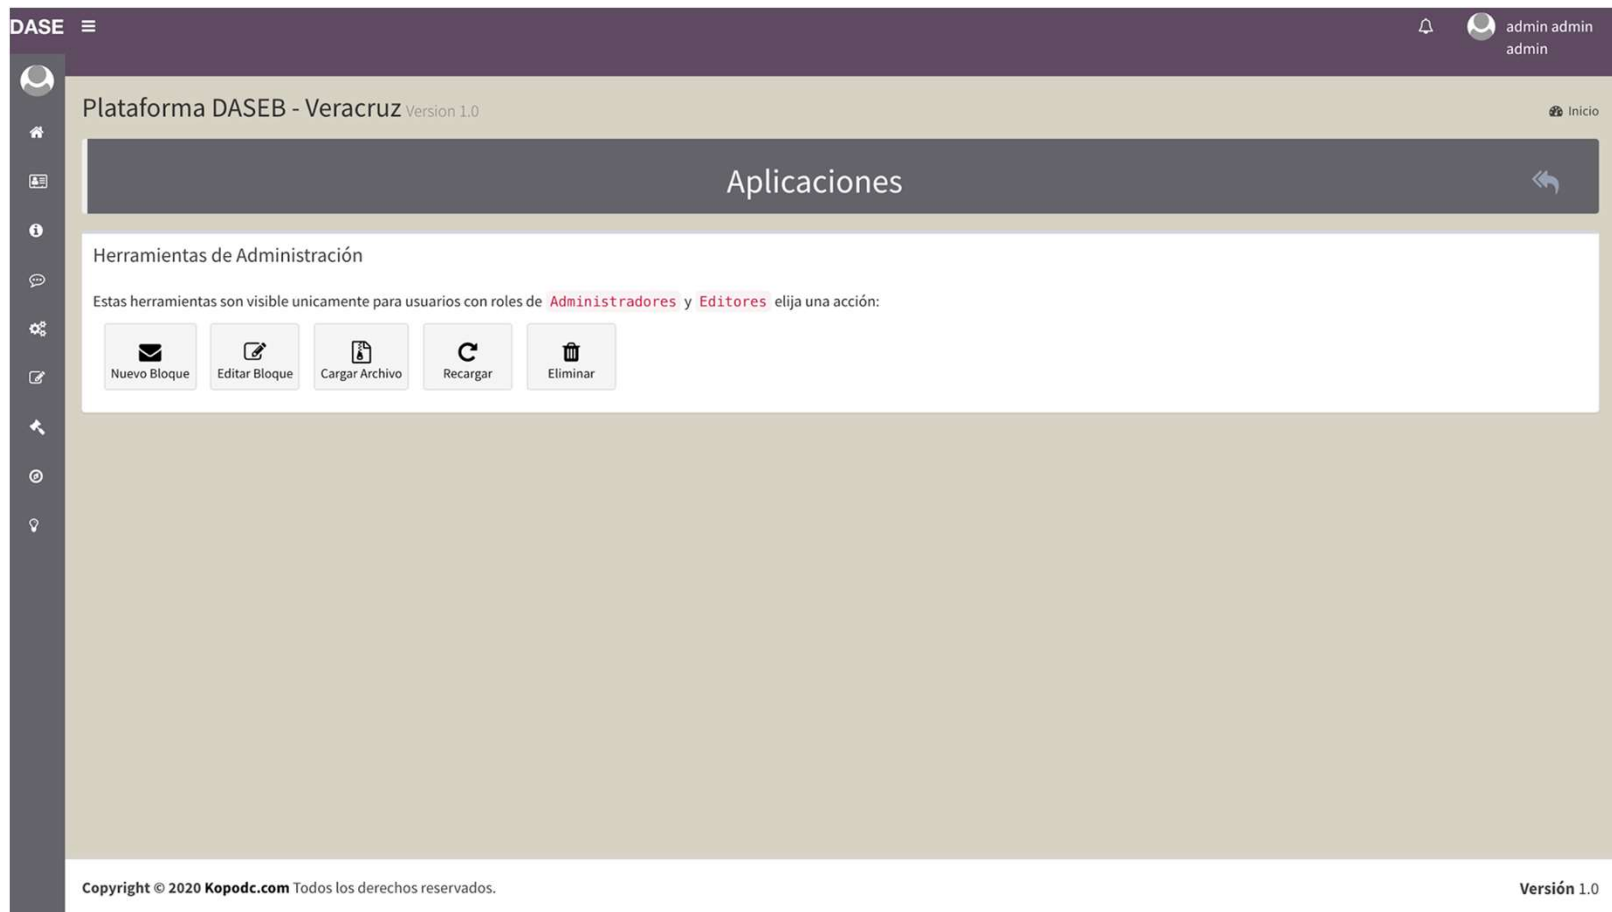 DASE
admin admin
admin
Plataforma DASEB - Veracruz Version 1.0
Inicio
Aplicaciones
Herramientas de Administración
Estas herramientas son visible unicamente para usuarios con roles de Administradores y Editores elija una acción:
Nuevo Bloque
Editar Bloque
Cargar Archivo
Recargar
Eliminar
Copyright © 2020 Kopodc.com Todos los derechos reservados.
Versión 1.0